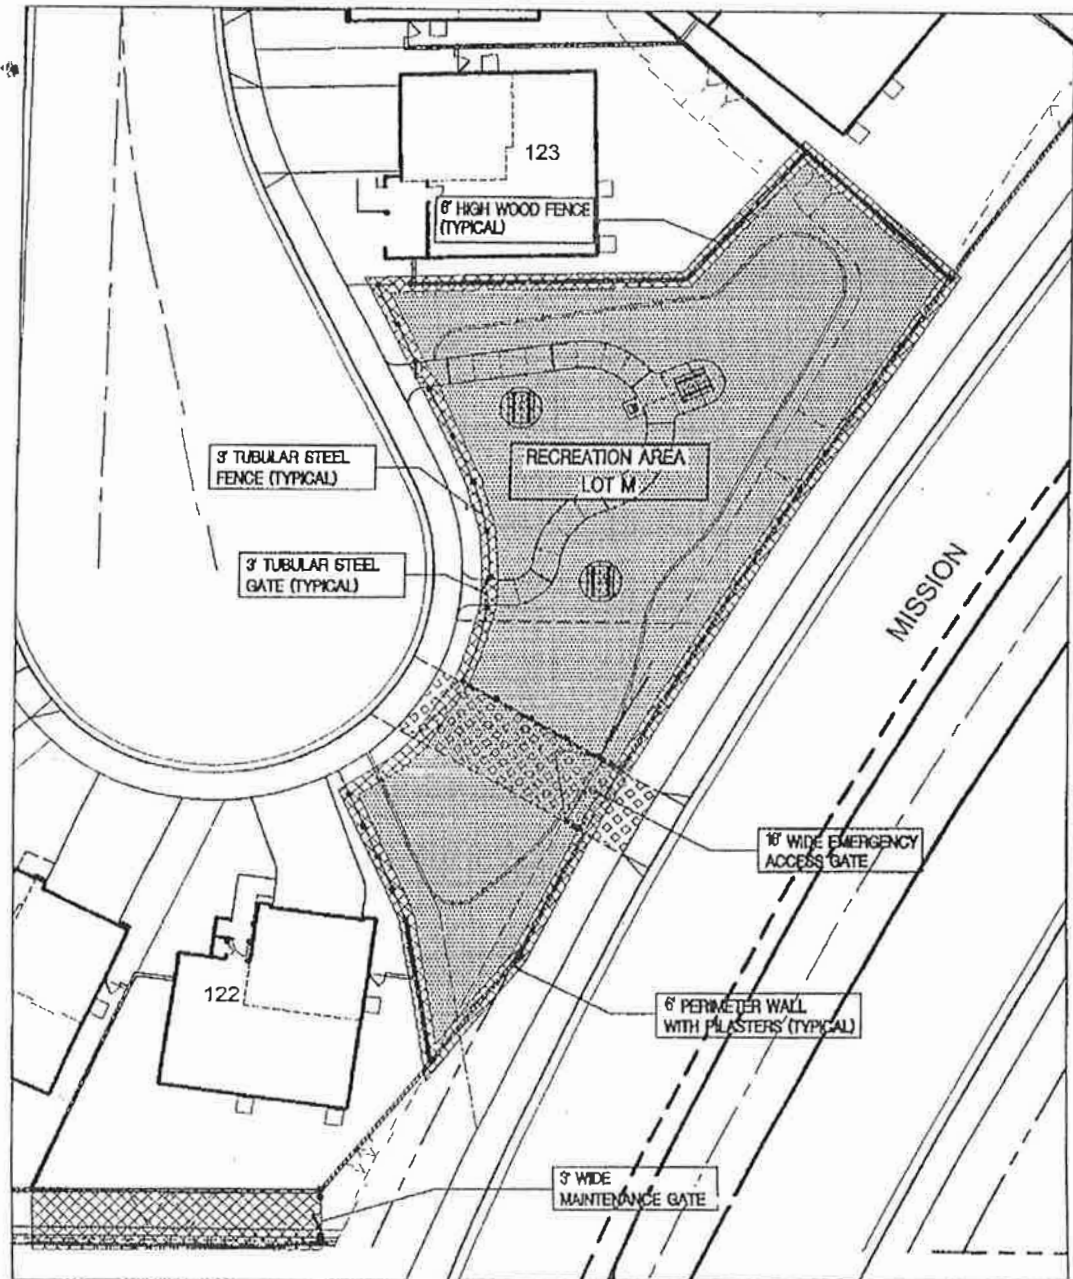 123
6' HIGH WOOD FENCE
(TYPICAL)
3' TUBULAR STEEL
FENCE (TYPICAL)
RECREATION AREA
LOT M
3' TUBULAR STEEL
GATE (TYPICAL)
MISSION
16' WIDE EMERGENCY
ACCESS GATE
122
6' PERIMETER WALL
WITH PILASTERS (TYPICAL)
3' WIDE
MAINTENANCE GATE